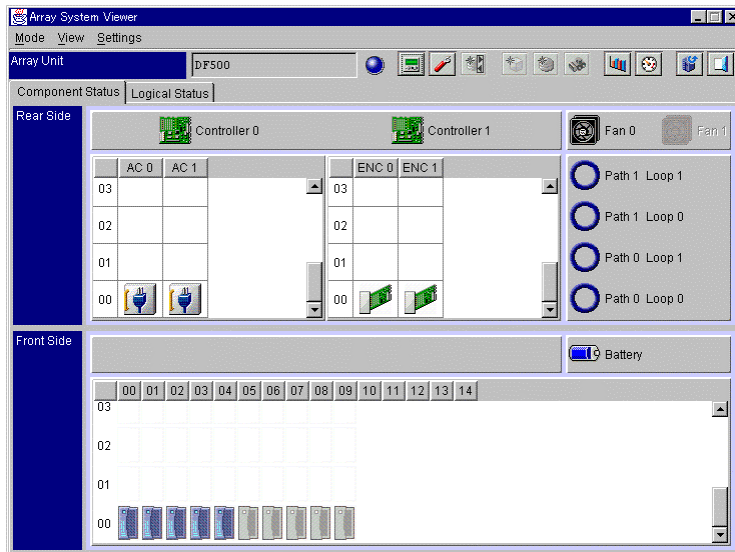 Array System Viewer
Mode View Settings
Array Unit
DF500
Component Status
Logical Status
Rear Side
Controller 0
Controller 1
Fan 0
Fan 1
AC 0 AC 1
03
02
01
00
ENC 0 ENC 1
03
02
01
00
Path 1 Loop 1
Path 1 Loop 0
Path 0 Loop 1
Path 0 Loop 0
Front Side
Battery
00 01 02 03 04 05 06 07 08 09 10 11 12 13 14
03
02
01
00